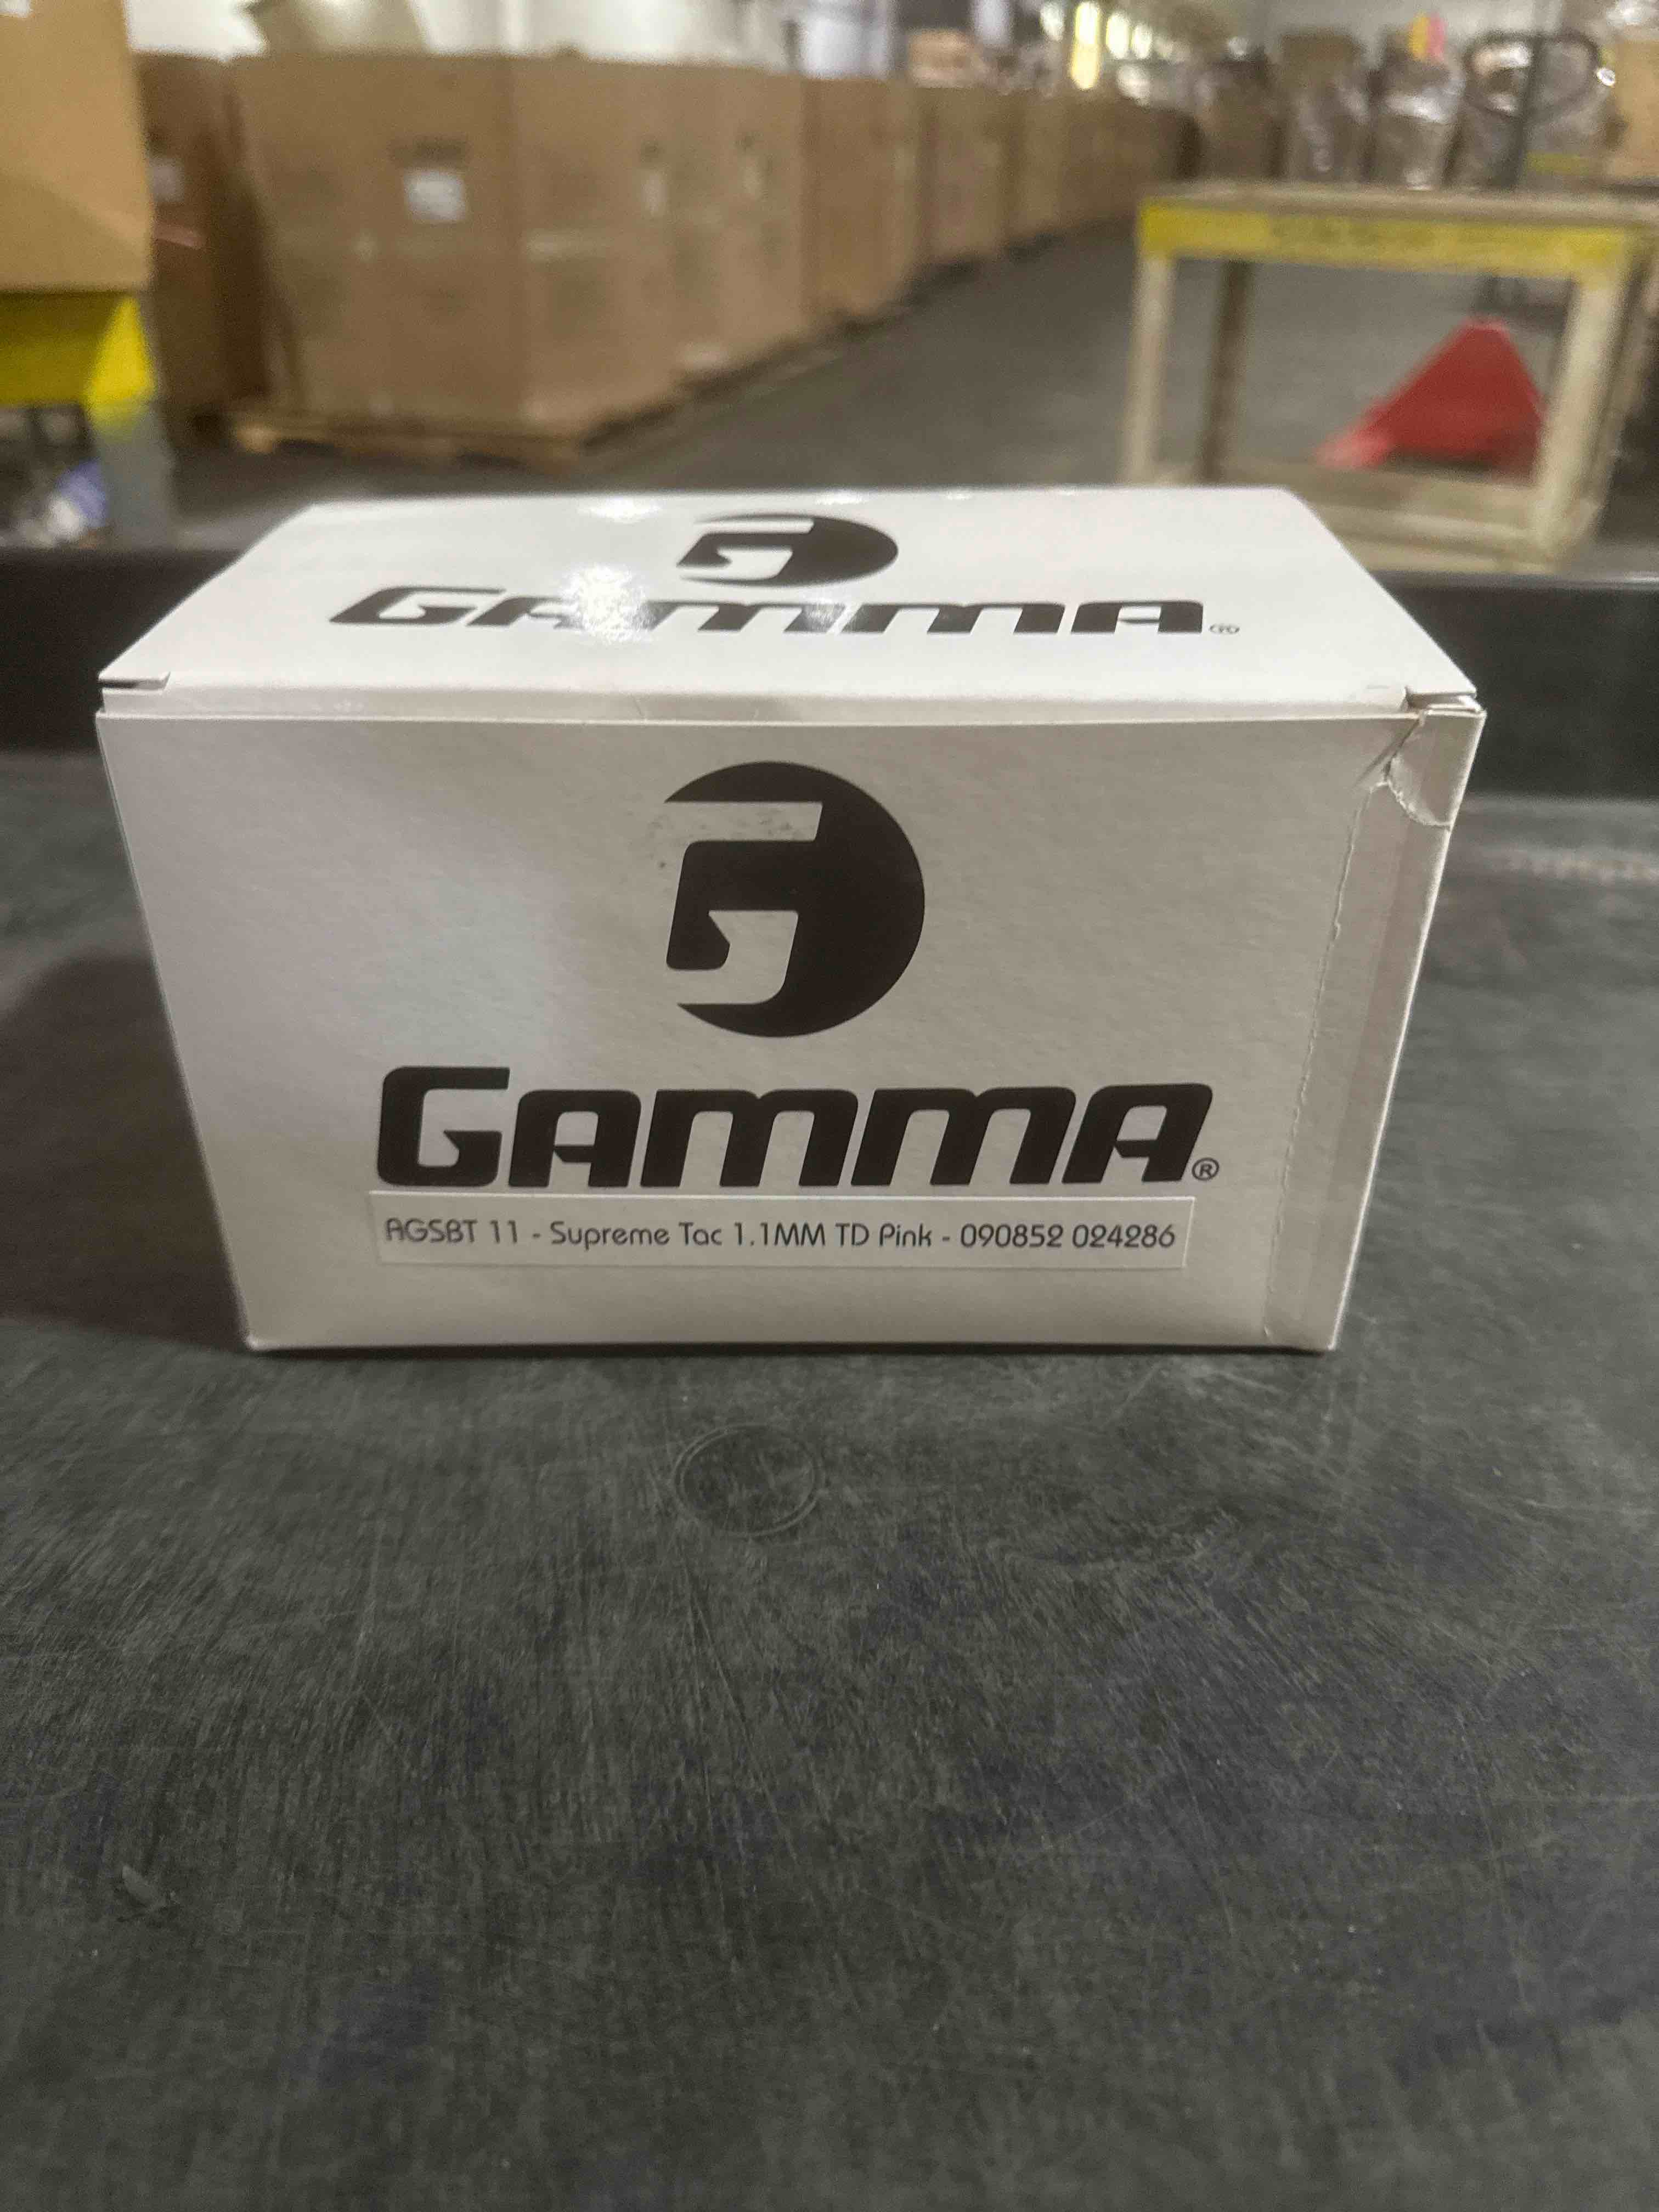 GAMMA®
GAMMA®
AGSBT 11 - Supreme Tac 1.1MM TD Pink - 090852 024286